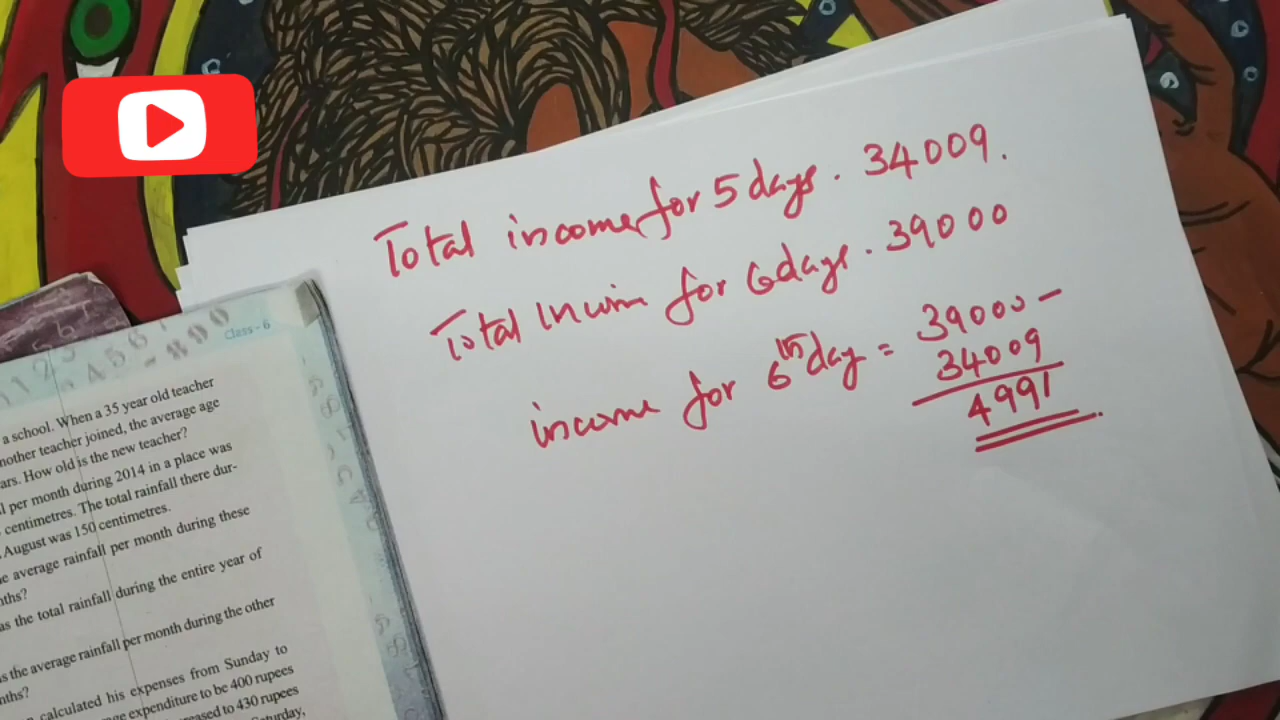 Total income for 5 days. 34009.
Total Incom for 6 days. 39000
income for 6th day = 39000 -
34009
4991
Class - 6
a school. When a 35 year old teacher
nother teacher joined, the average age
ars. How old is the new teacher?
l per month during 2014 in a place was
centimetres. The total rainfall there dur-
August was 150 centimetres.
e average rainfall per month during these
nths?
as the total rainfall during the entire year of
s the average rainfall per month during the other
nths?
calculated his expenses from Sunday to
ge expenditure to be 400 rupees
reased to 430 rupees
Saturday,